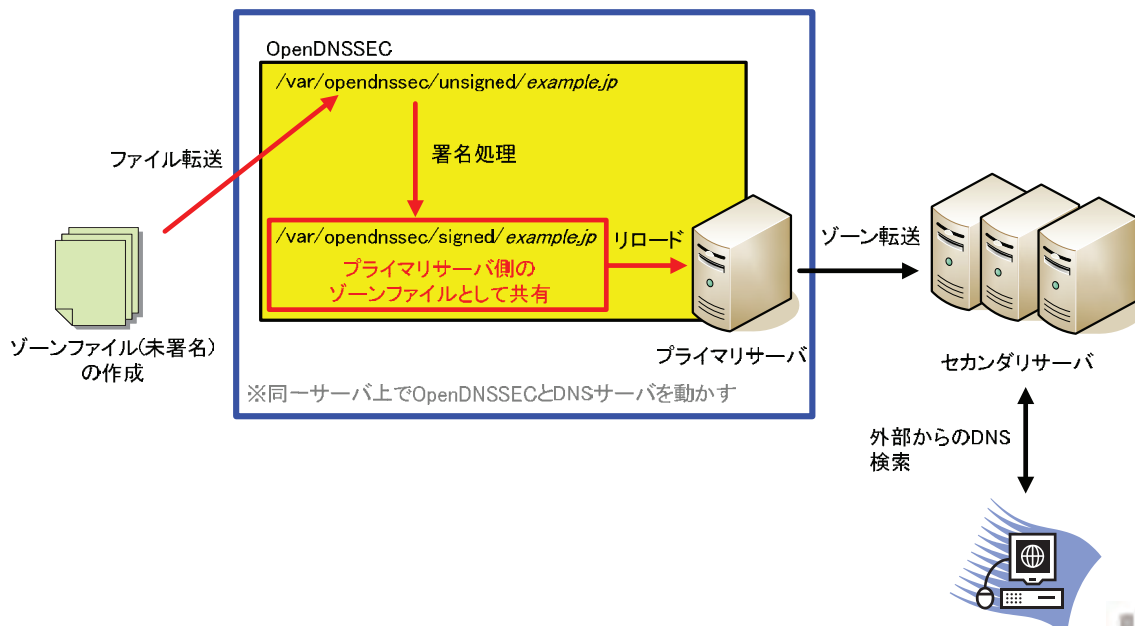 OpenDNSSEC
/var/opendnssec/unsigned/example.jp
ファイル転送
署名処理
/var/opendnssec/signed/example.jp
プライマリサーバ側の
ゾーンファイルとして共有
リロード
ゾーン転送
ゾーンファイル(未署名)
の作成
プライマリサーバ
セカンダリサーバ
※同一サーバ上でOpenDNSSECとDNSサーバを動かす
外部からのDNS
検索